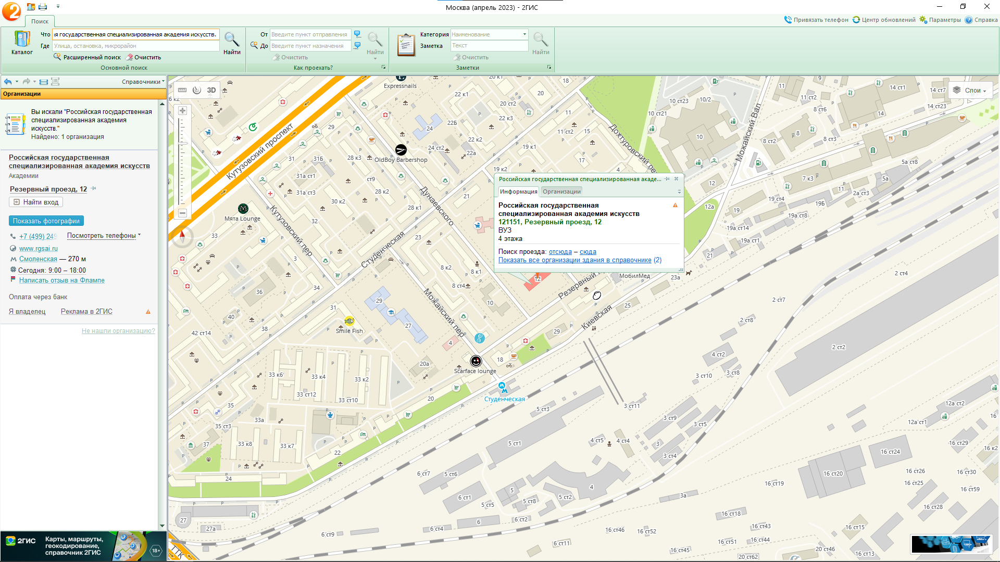 Москва (апрель 2023) - 2ГИС
Поиск
Привязать телефон
Центр обновлений
Параметры
Справка
Каталог
Что
я государственная специализированная академия искусств.
Где
Улица, остановка, микрорайон
Расширенный поиск
Очистить
Найти
Основной поиск
От
Введите пункт отправления
До
Введите пункт назначения
Очистить
Найти
Как проехать?
Категория
Наименование
Заметка
Текст
Очистить
Найти
Заметки
Справочники
Организации
Вы искали "Российская государственная
специализированная академия
искусств."
Найдено: 1 организация
Российская государственная
специализированная академия искусств
Академии
Резервный проезд, 12
Найти вход
Показать фотографии
+7 (499) 249
Посмотреть телефоны
www.rgsai.ru
Смоленская — 270 м
Сегодня: 9:00 – 18:00
Написать отзыв на Флампе
Оплата через банк
Я владелец
Реклама в 2ГИС
Не нашли организацию?
2ГИС
Карты, маршруты,
геокодирование,
справочник 2ГИС
18+
3D
Слои
Российская государственная специализированная акаде...
Информация
Организации
Российская государственная
специализированная академия искусств
121151, Резервный проезд, 12
ВУЗ
4 этажа
Поиск проезда: отсюда – сюда
Показать все организации здания в справочнике (2)
Expressnails
OldBoy Barbershop
Мята Lounge
Smile Fish
Scarface lounge
МобилМед
Студенческая
Кутузовский проспект
Кутузовский пер
Студенческая
Дунаевского
Можайский пер
Дохтуровский пер
Можайский Вал
Киевская
Резервный п
ТТК
20 к1
18
22 к1
20
20 к2
22Б
22 к3
24
22 к2
24 ст2
22а
11
11 ст2
15
19 к1
17
19 к2
4
21
29
31
31Б
28 к3
31а ст1
ст9
31а ст3
28 к2
30 к2
28 к1
33
23
8 к2
8 к1
8 ст4
10
12
36
34
29
31
27
40
38
42 ст14
4
20а
18
33 к6
33 к4
33 к2
33 ст12
33 ст10
20
35
33а
35 ст3
37
33 к8
33 к7
22
24
27
27а
10 ст23
10/2
10 ст21
10
12
12а
9
11
11 ст2
8 ст6
14 ст1
14 ст7
14 ст23
14
8
8 ст2
8 ст3
5а ст8
7 к3
5а
2а ст3
19 ст4
19Б
19
19а ст8
19а ст14
19а ст1
21
23а
25
29
2 ст4
2 ст7
2 ст8
2 ст2
4 ст2
3 ст10
3 ст8
3 ст11
5 ст3
3 ст9
3 ст5
5 ст1
4 ст5
4 ст4
3
3 ст4
6 ст7
5 ст6
4
5
6 ст1
5 ст5
5 ст8
5 ст2
3а
6
6 ст2
6 ст4
6 ст9
6 ст11
12а ст2
12а ст1
16
16 ст29
16 к2
16 ст24
16 ст20
16 ст26
16 ст30
16 ст19
16 ст25
16 ст59
16 ст28
16 ст18
16 ст43
16 ст15
16 ст46
16 ст52
16 ст51
16 ст44
16 ст45
20 ст46
16 ст13
20 ст62